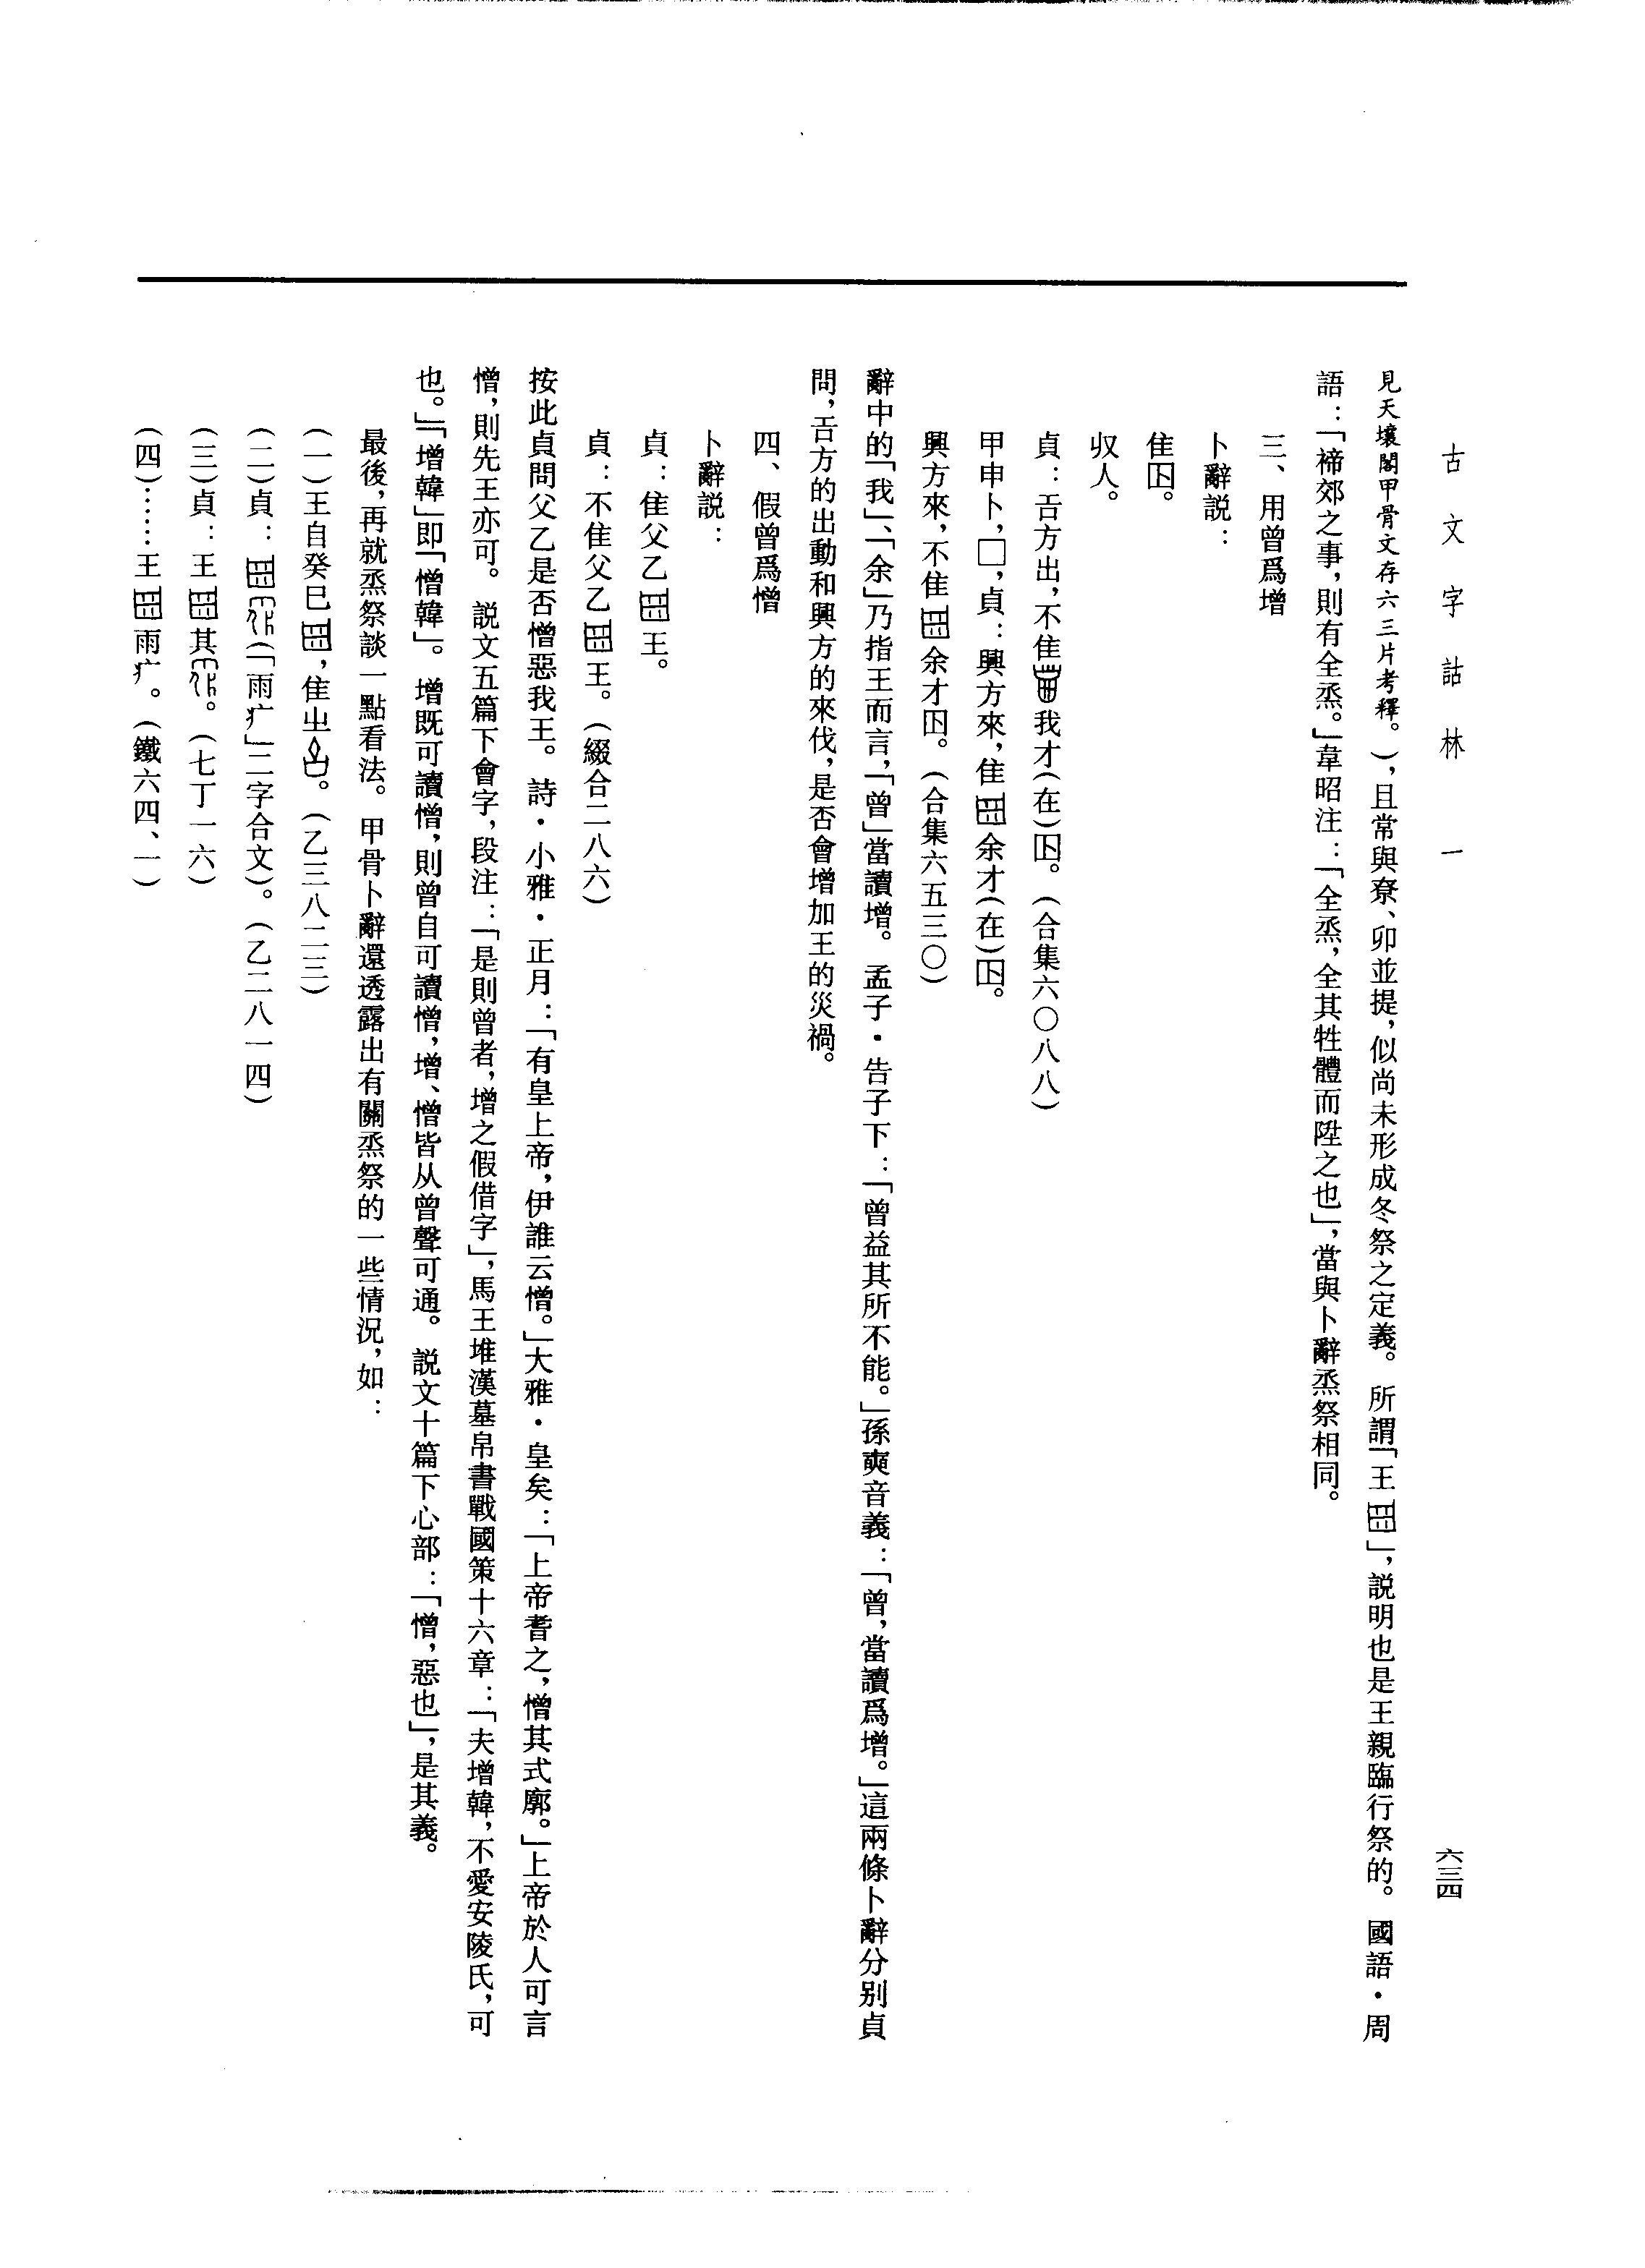 古文字詁林 一
六三四
見天壤閣甲骨文存六三片考釋。），且常與尞、卯並提，似尚未形成冬祭之定義。所謂「王」，説明也是王親臨行祭的。國語·周
語：「禘郊之事，則有全烝。」韋昭注：「全烝，全其牲體而陞之也」，當與卜辭烝祭相同。
三、用曾爲增
卜辭説：
隹𡆥。
収人。
貞：𢀛方出，不隹我才（在）𡆥。（合集六〇八八）
甲申卜，□，貞：興方來，隹余才（在）𡆥。
興方來，不隹余才𡆥。（合集六五三〇）
辭中的「我」、「余」乃指王而言，「曾」當讀增。孟子·告子下：「曾益其所不能。」孫奭音義：「曾，當讀爲增。」這兩條卜辭分別貞
問，𢀛方的出動和興方的來伐，是否會增加王的災禍。
四、假曾爲憎
卜辭説：
貞：隹父乙王。
貞：不隹父乙王。（綴合二八六）
按此貞問父乙是否憎惡我王。詩·小雅·正月：「有皇上帝，伊誰云憎。」大雅·皇矣：「上帝耆之，憎其式廓。」上帝於人可言
憎，則先王亦可。説文五篇下會字，段注：「是則曾者，增之假借字」，馬王堆漢墓帛書戰國策十六章：「夫增韓，不愛安陵氏，可
也。」「增韓」即「憎韓」。增既可讀憎，則曾自可讀憎，增、憎皆从曾聲可通。説文十篇下心部：「憎，惡也」，是其義。
最後，再就烝祭談一點看法。甲骨卜辭還透露出有關烝祭的一些情況，如：
（一）王自癸巳，隹㞢。（乙三八二三）
（二）貞：（「雨疒」二字合文）。（乙二八一四）
（三）貞：王其。（七丁一六）
（四）……王雨疒。（鐵六四、一）